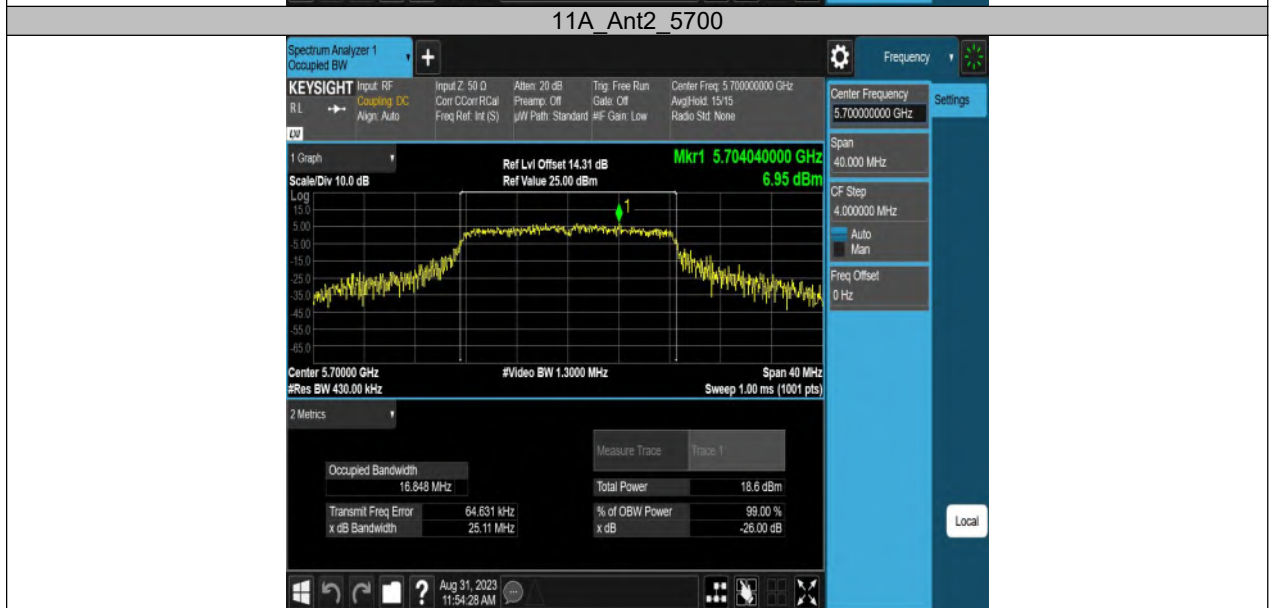 11A_Ant2_5700
Spectrum Analyzer 1
Occupied BW
+
Frequency
KEYSIGHT
Input: RF
Input Z: 50 Ω
Atten: 20 dB
Trig: Free Run
Center Freq: 5.700000000 GHz
RL
Coupling: DC
Corr CCorr RCal
Preamp: Off
Gate: Off
Avg|Hold: 15/15
Align: Auto
Freq Ref: Int (S)
µW Path: Standard
#IF Gain: Low
Radio Std: None
LXI
Center Frequency
5.700000000 GHz
Settings
Span
40.000 MHz
CF Step
4.000000 MHz
Auto
Man
Freq Offset
0 Hz
1 Graph
Ref Lvl Offset 14.31 dB
Mkr1 5.704040000 GHz
Scale/Div 10.0 dB
Ref Value 25.00 dBm
6.95 dBm
Log
15.0
5.00
-5.00
-15.0
-25.0
-35.0
-45.0
-55.0
-65.0
1
Center 5.70000 GHz
#Video BW 1.3000 MHz
Span 40 MHz
#Res BW 430.00 kHz
Sweep 1.00 ms (1001 pts)
2 Metrics
Measure Trace
Trace 1
Occupied Bandwidth
16.848 MHz
Total Power
18.6 dBm
Transmit Freq Error
64.631 kHz
% of OBW Power
99.00 %
x dB Bandwidth
25.11 MHz
x dB
-26.00 dB
Local
?
Aug 31, 2023
11:54:28 AM